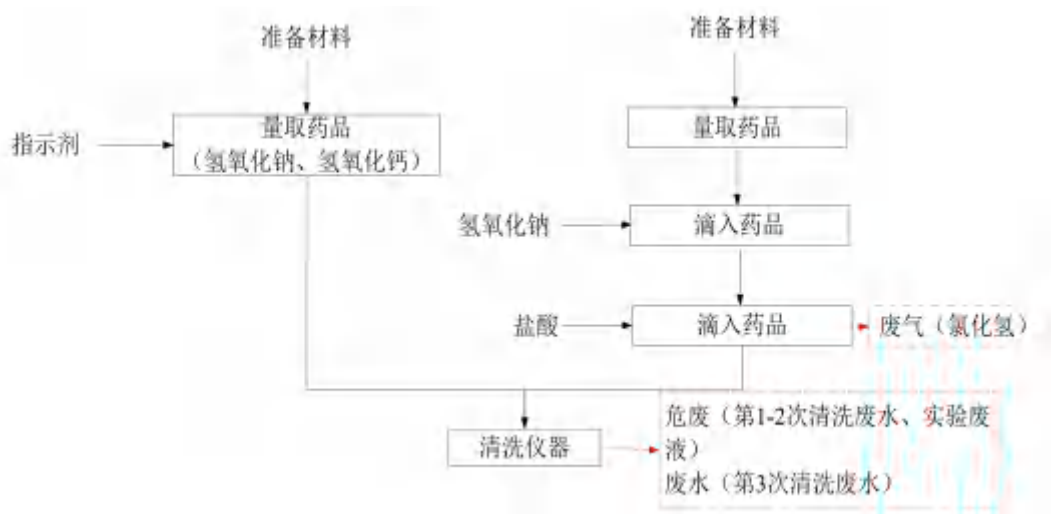 准备材料
准备材料
指示剂
量取药品
（氢氧化钠、氢氧化钙）
量取药品
氢氧化钠
滴入药品
盐酸
滴入药品
废气（氯化氢）
清洗仪器
危废（第1-2次清洗废水、实验废
液）
废水（第3次清洗废水）